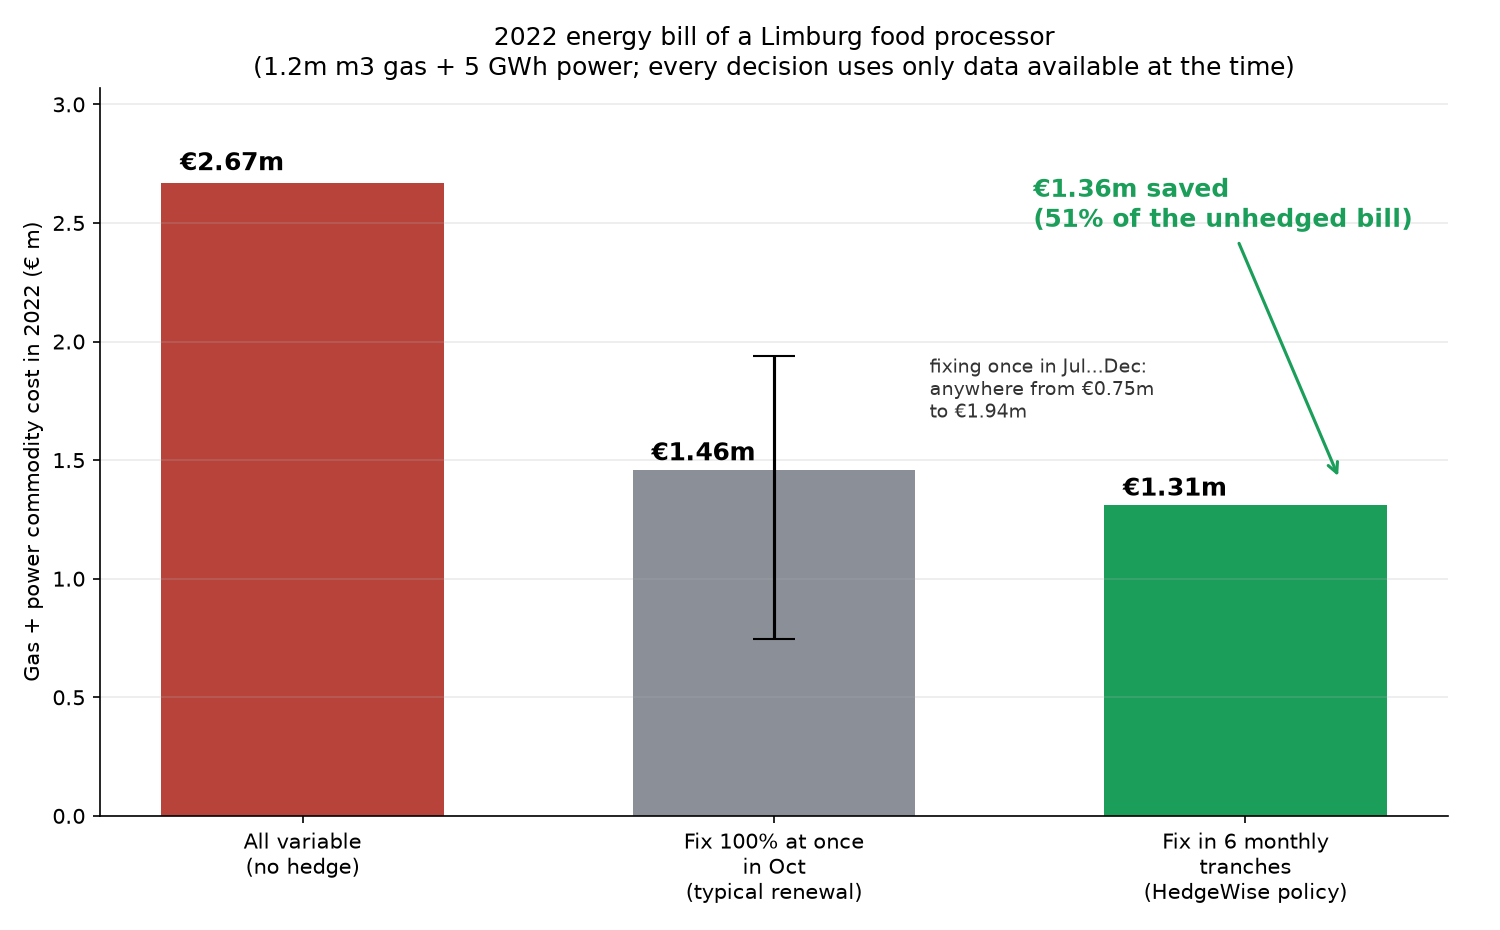 2022 energy bill of a Limburg food processor
(1.2m m3 gas + 5 GWh power; every decision uses only data available at the time)
Gas + power commodity cost in 2022 (€ m)
3.0
2.5
2.0
1.5
1.0
0.5
0.0
€2.67m
€1.46m
€1.31m
€1.36m saved
(51% of the unhedged bill)
fixing once in Jul...Dec:
anywhere from €0.75m
to €1.94m
All variable
(no hedge)
Fix 100% at once
in Oct
(typical renewal)
Fix in 6 monthly
tranches
(HedgeWise policy)